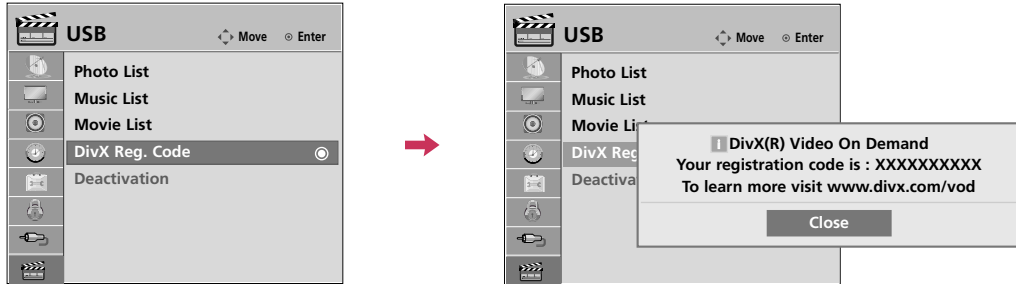 USB Move Enter
Photo List
Music List
Movie List
DivX Reg. Code
Deactivation
USB Move Enter
Photo List
Music List
Movie Li
DivX Reg
Deactiva
i DivX(R) Video On Demand
Your registration code is : XXXXXXXXXX
To learn more visit www.divx.com/vod
Close